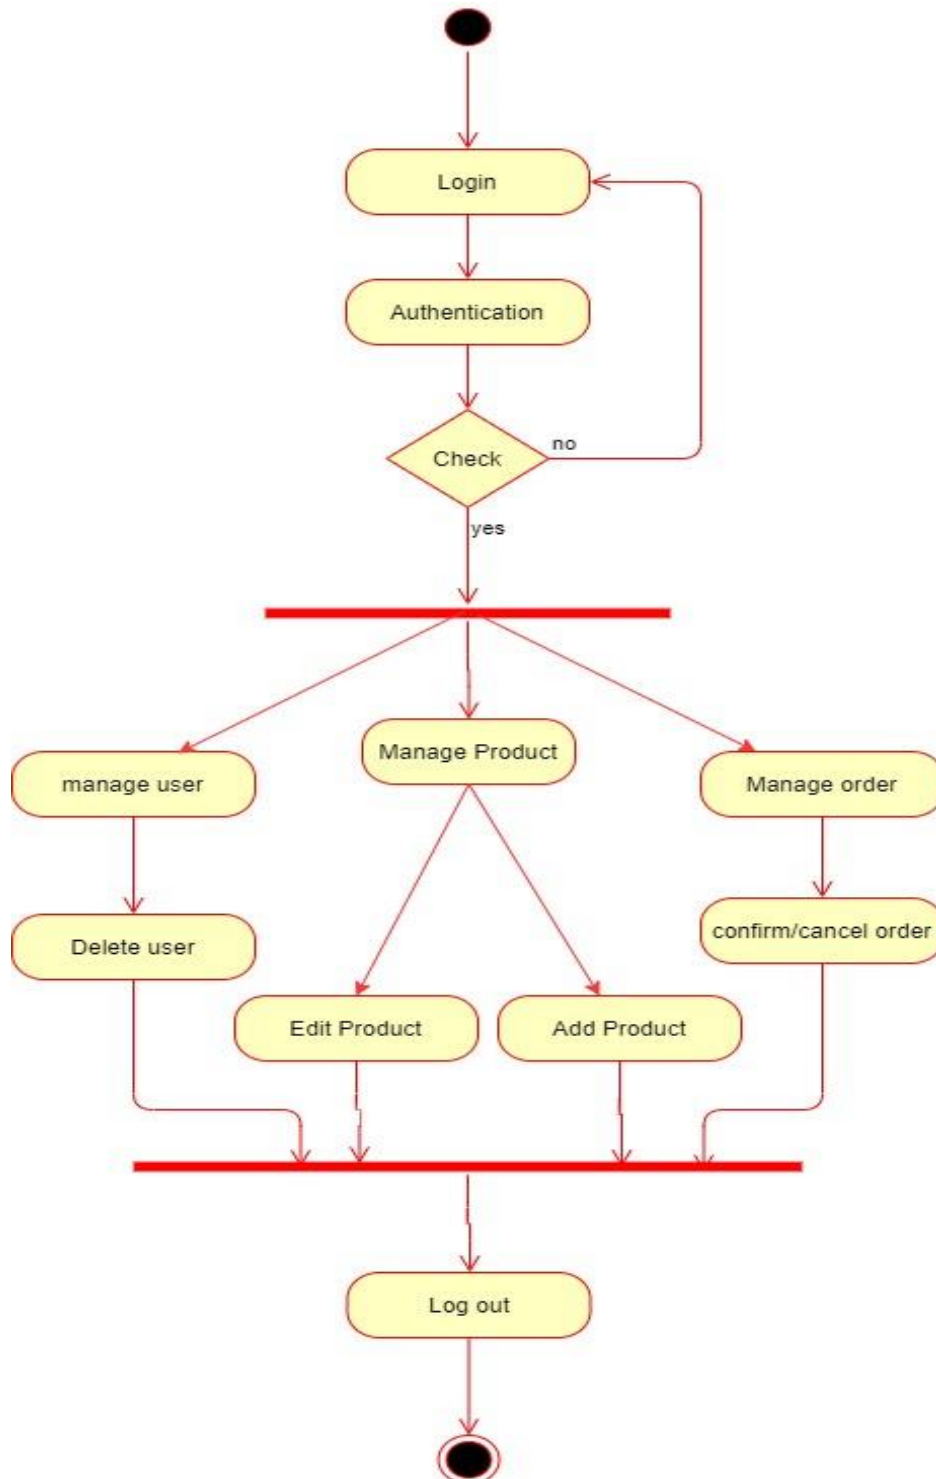 Login
Authentication
Check
no
yes
manage user
Manage Product
Manage order
Delete user
confirm/cancel order
Edit Product
Add Product
Log out